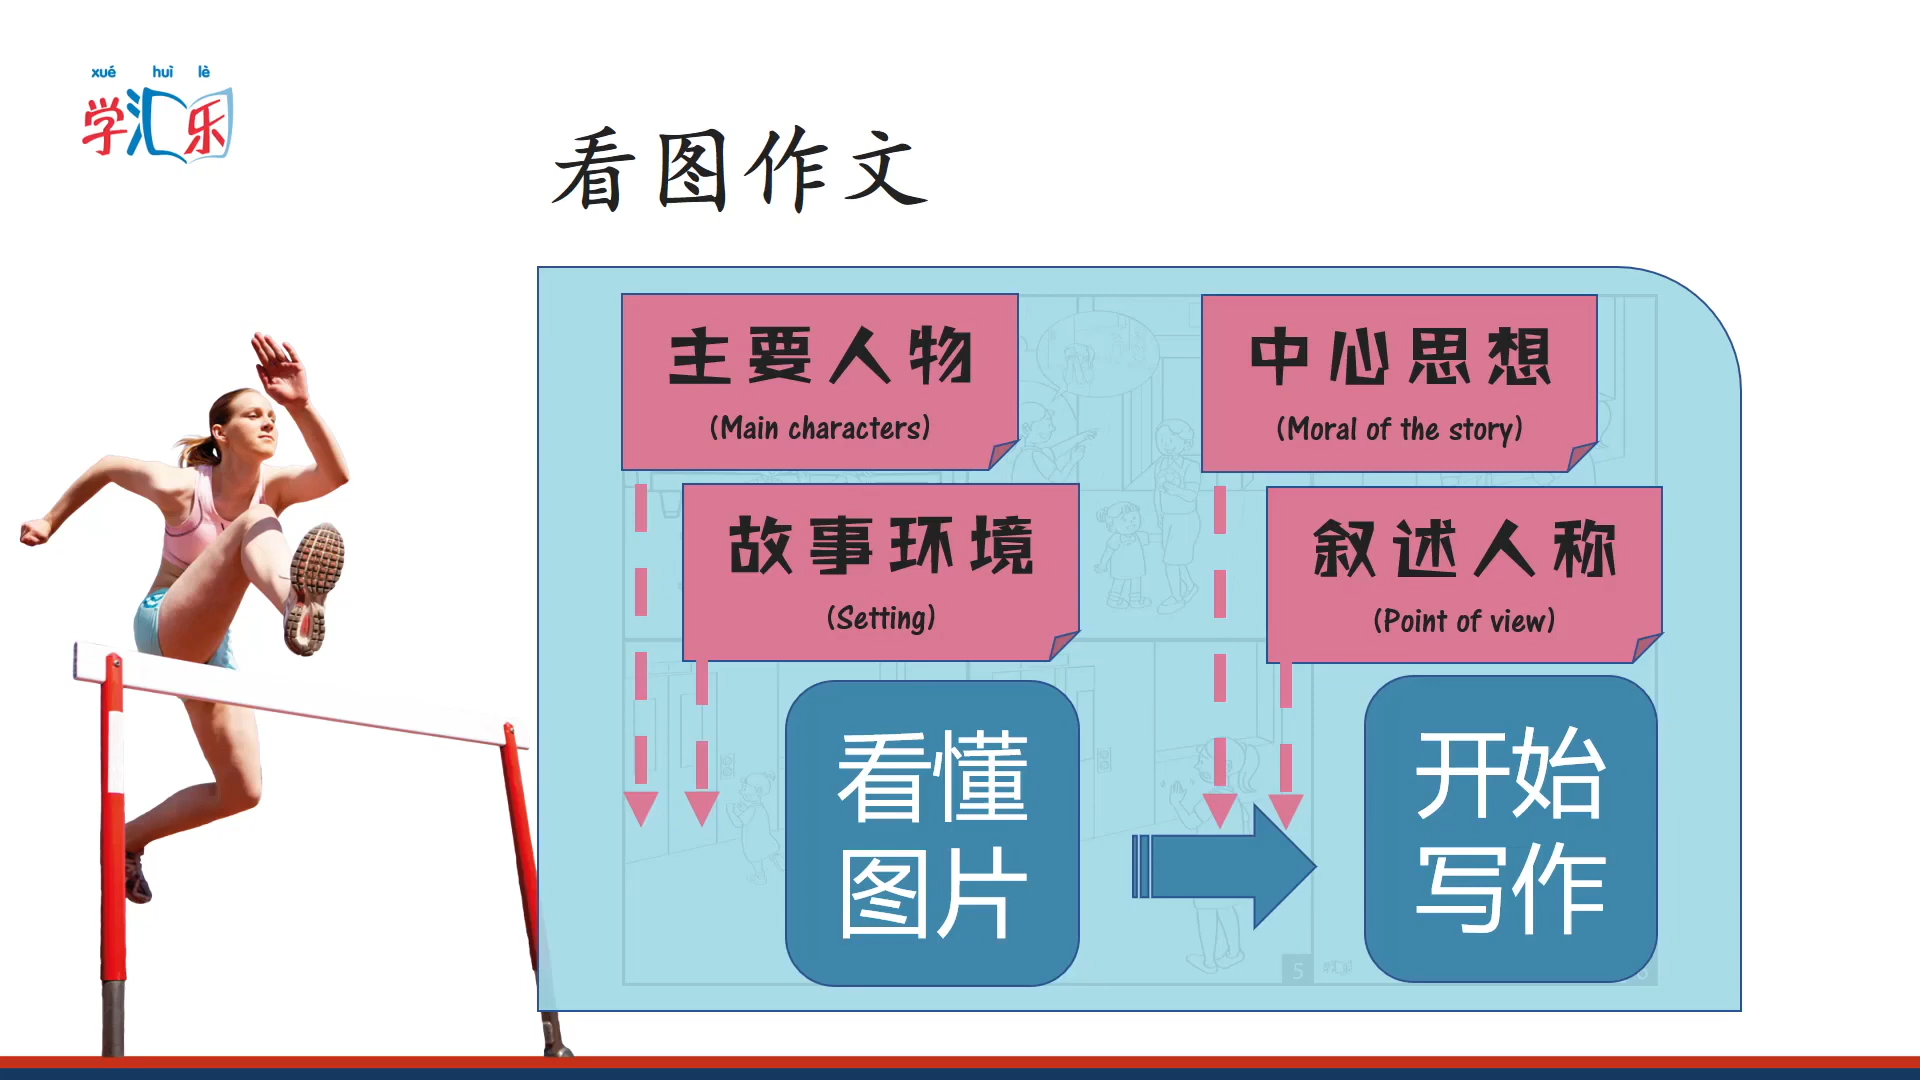 xué huì lè
学汇乐
看图作文
主要人物
(Main characters)
中心思想
(Moral of the story)
故事环境
(Setting)
叙述人称
(Point of view)
看懂
图片
开始
写作
5